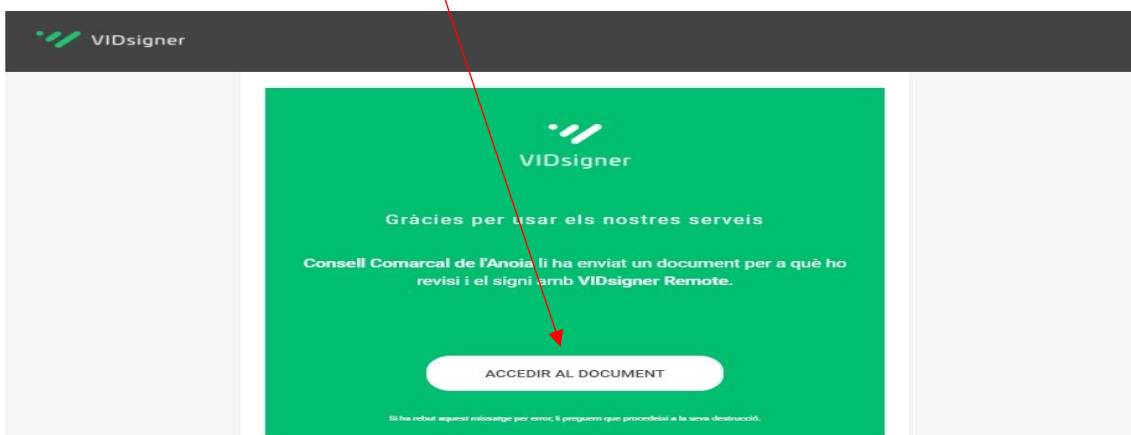 VIDsigner
VIDsigner
Gràcies per usar els nostres serveis
Consell Comarcal de l'Anoia li ha enviat un document per a què ho
revisi i el signi amb VIDsigner Remote.
ACCEDIR AL DOCUMENT
Si ha rebut aquest missatge per error, li preguem que procedeixi a la seva destrucció.